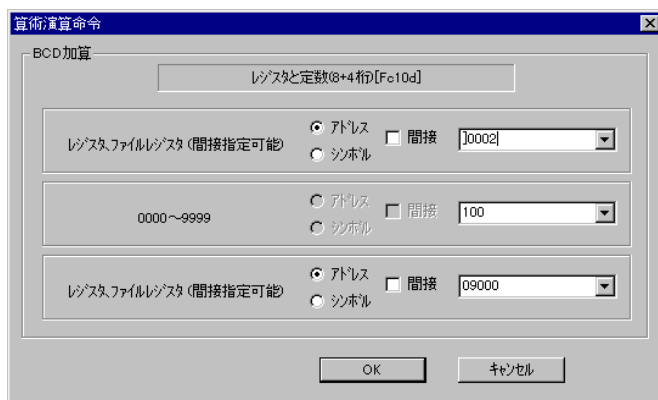 算術演算命令
BCD加算
レジスタと定数(8+4桁)[Fc10d]
レジスタ,ファイルレジスタ (間接指定可能)
アドレス
シンボル
間接
]0002
0000～9999
アドレス
シンボル
間接
100
レジスタ,ファイルレジスタ (間接指定可能)
アドレス
シンボル
間接
09000
OK
キャンセル